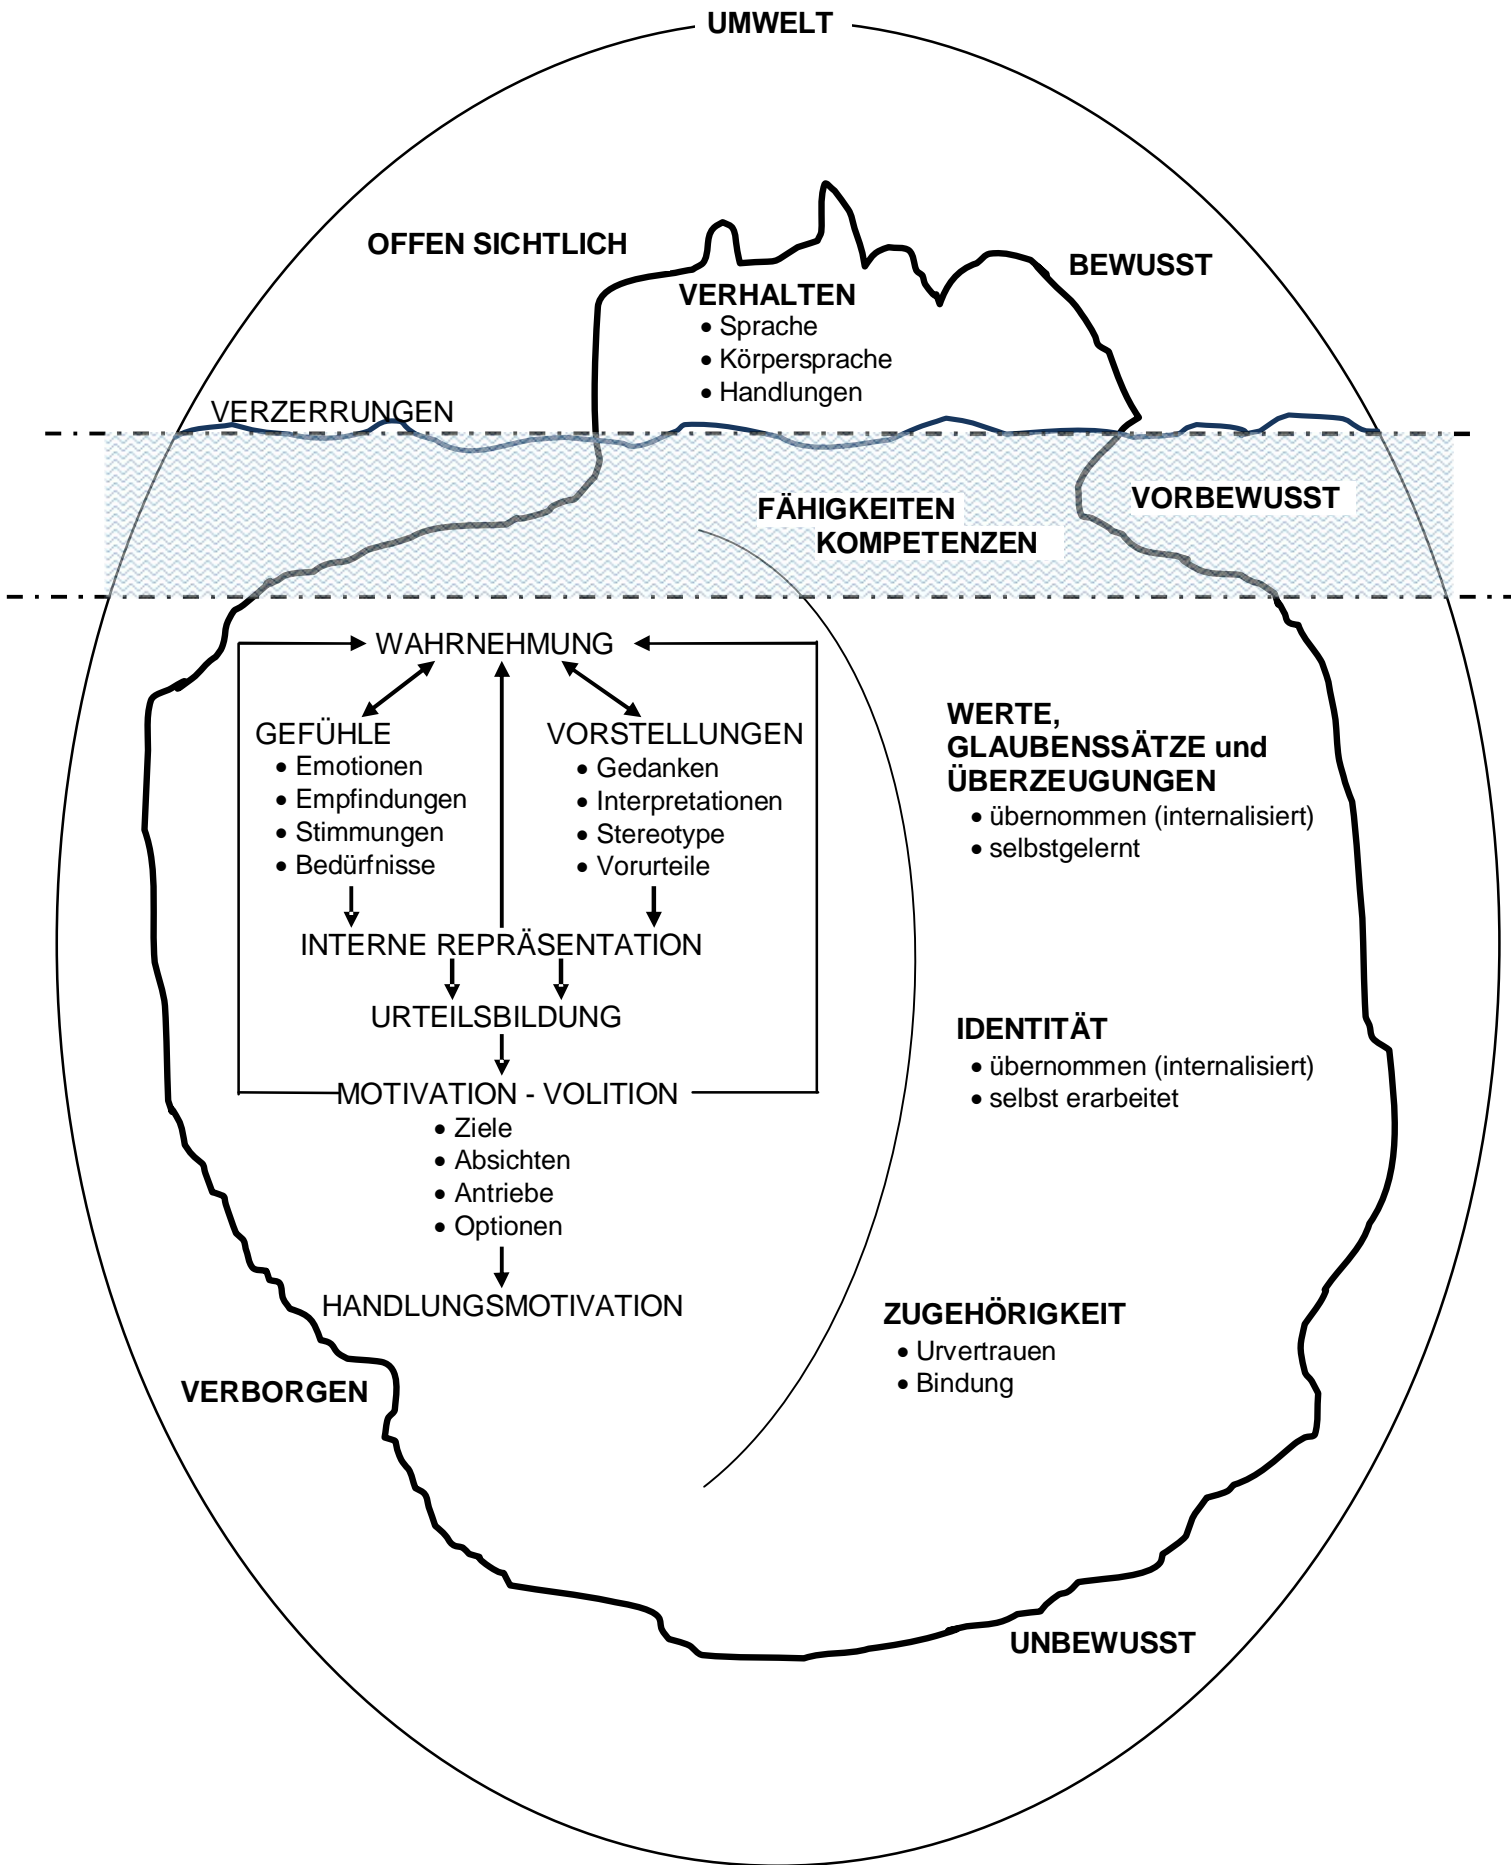 UMWELT
OFFEN SICHTLICH
BEWUSST
VERHALTEN
• Sprache
• Körpersprache
• Handlungen
VERZERRUNGEN
VORBEWUSST
FÄHIGKEITEN
KOMPETENZEN
WAHRNEHMUNG
GEFÜHLE
• Emotionen
• Empfindungen
• Stimmungen
• Bedürfnisse
VORSTELLUNGEN
• Gedanken
• Interpretationen
• Stereotype
• Vorurteile
INTERNE REPRÄSENTATION
URTEILSBILDUNG
MOTIVATION - VOLITION
• Ziele
• Absichten
• Antriebe
• Optionen
HANDLUNGSMOTIVATION
WERTE,
GLAUBENSSÄTZE und
ÜBERZEUGUNGEN
• übernommen (internalisiert)
• selbstgelernt
IDENTITÄT
• übernommen (internalisiert)
• selbst erarbeitet
ZUGEHÖRIGKEIT
• Urvertrauen
• Bindung
VERBORGEN
UNBEWUSST